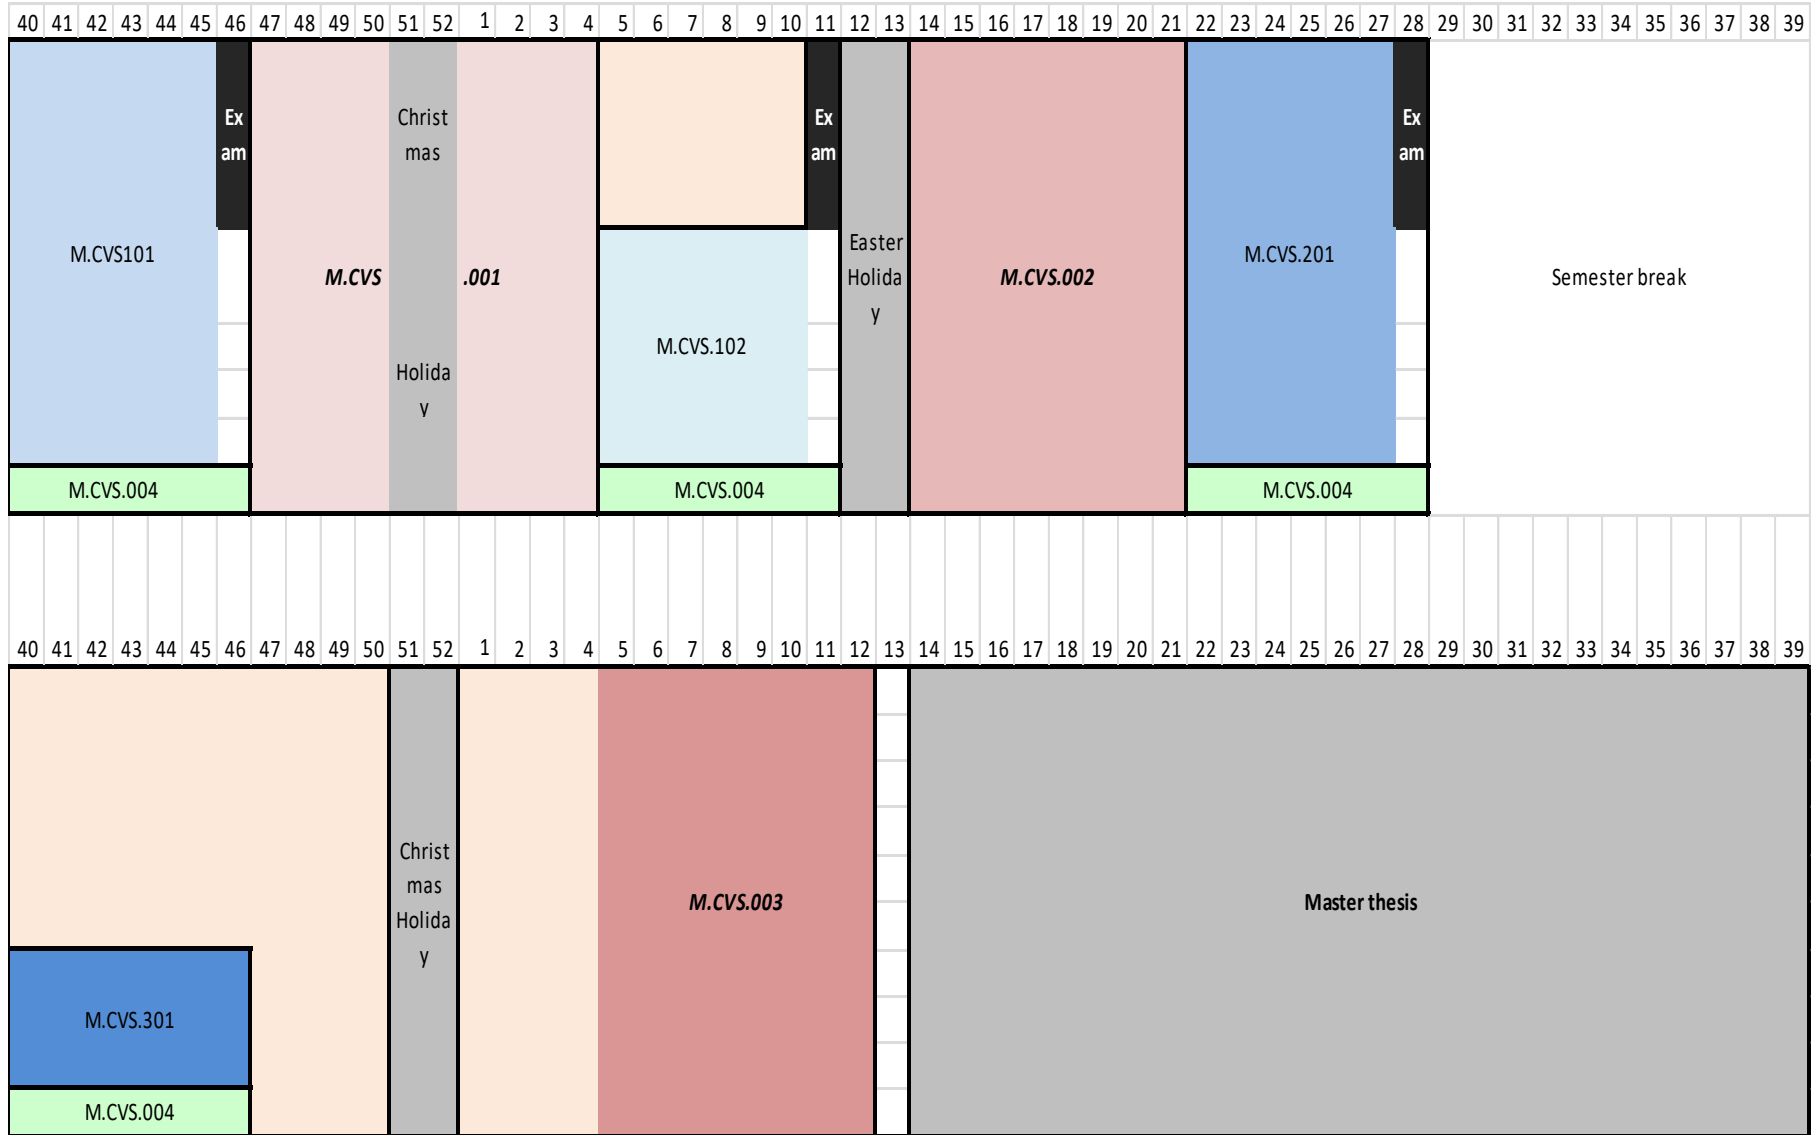 40 41 42 43 44 45 46 47 48 49 50 51 52 1 2 3 4 5 6 7 8 9 10 11 12 13 14 15 16 17 18 19 20 21 22 23 24 25 26 27 28 29 30 31 32 33 34 35 36 37 38 39
M.CVS101
Ex
am
M.CVS
Christ
mas
Holida
y
.001
M.CVS.102
Ex
am
Easter
Holida
y
M.CVS.002
M.CVS.201
Ex
am
Semester break
M.CVS.004
M.CVS.004
M.CVS.004
40 41 42 43 44 45 46 47 48 49 50 51 52 1 2 3 4 5 6 7 8 9 10 11 12 13 14 15 16 17 18 19 20 21 22 23 24 25 26 27 28 29 30 31 32 33 34 35 36 37 38 39
Christ
mas
Holida
y
M.CVS.003
Master thesis
M.CVS.301
M.CVS.004